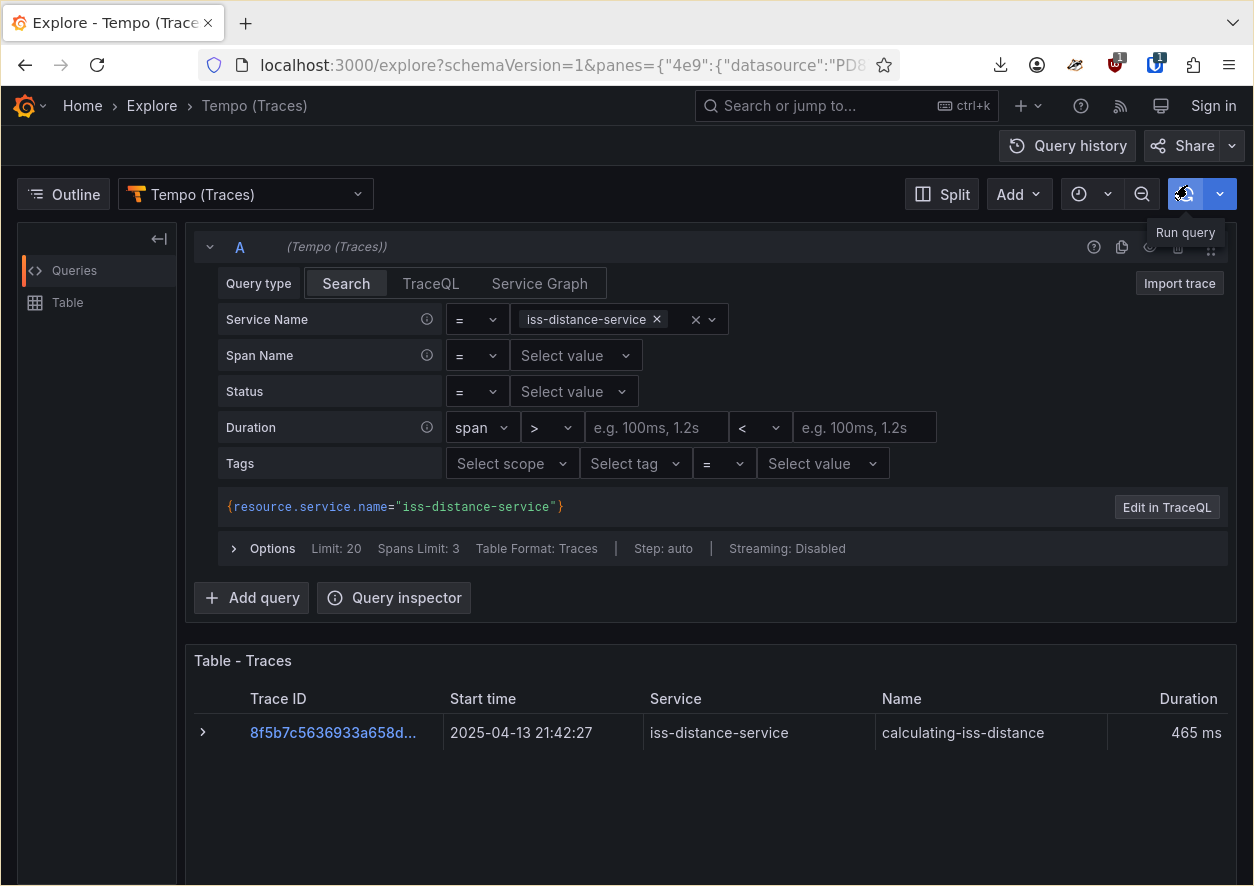 Explore - Tempo (Trace
localhost:3000/explore?schemaVersion=1&panes={"4e9":{"datasource":"PD8
1
1
Home › Explore › Tempo (Traces)
Search or jump to...
ctrl+k
Sign in
Query history
Share
Outline
Tempo (Traces)
Split
Add
Run query
Queries
Table
A (Tempo (Traces))
Query type Search TraceQL Service Graph Import trace
Service Name = iss-distance-service
Span Name = Select value
Status = Select value
Duration span > e.g. 100ms, 1.2s < e.g. 100ms, 1.2s
Tags Select scope Select tag = Select value
{resource.service.name="iss-distance-service"}
Edit in TraceQL
Options Limit: 20 Spans Limit: 3 Table Format: Traces | Step: auto | Streaming: Disabled
Add query
Query inspector
Table - Traces
Trace ID Start time Service Name Duration
8f5b7c5636933a658d... 2025-04-13 21:42:27 iss-distance-service calculating-iss-distance 465 ms